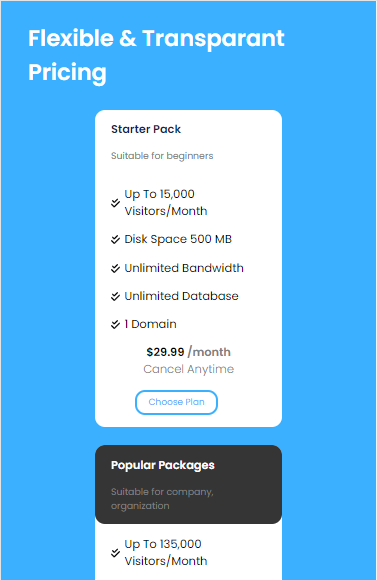 Flexible & Transparant
Pricing
Starter Pack
Suitable for beginners
Up To 15,000
Visitors/Month
Disk Space 500 MB
Unlimited Bandwidth
Unlimited Database
1 Domain
$29.99 /month
Cancel Anytime
Choose Plan
Popular Packages
Suitable for company,
organization
Up To 135,000
Visitors/Month